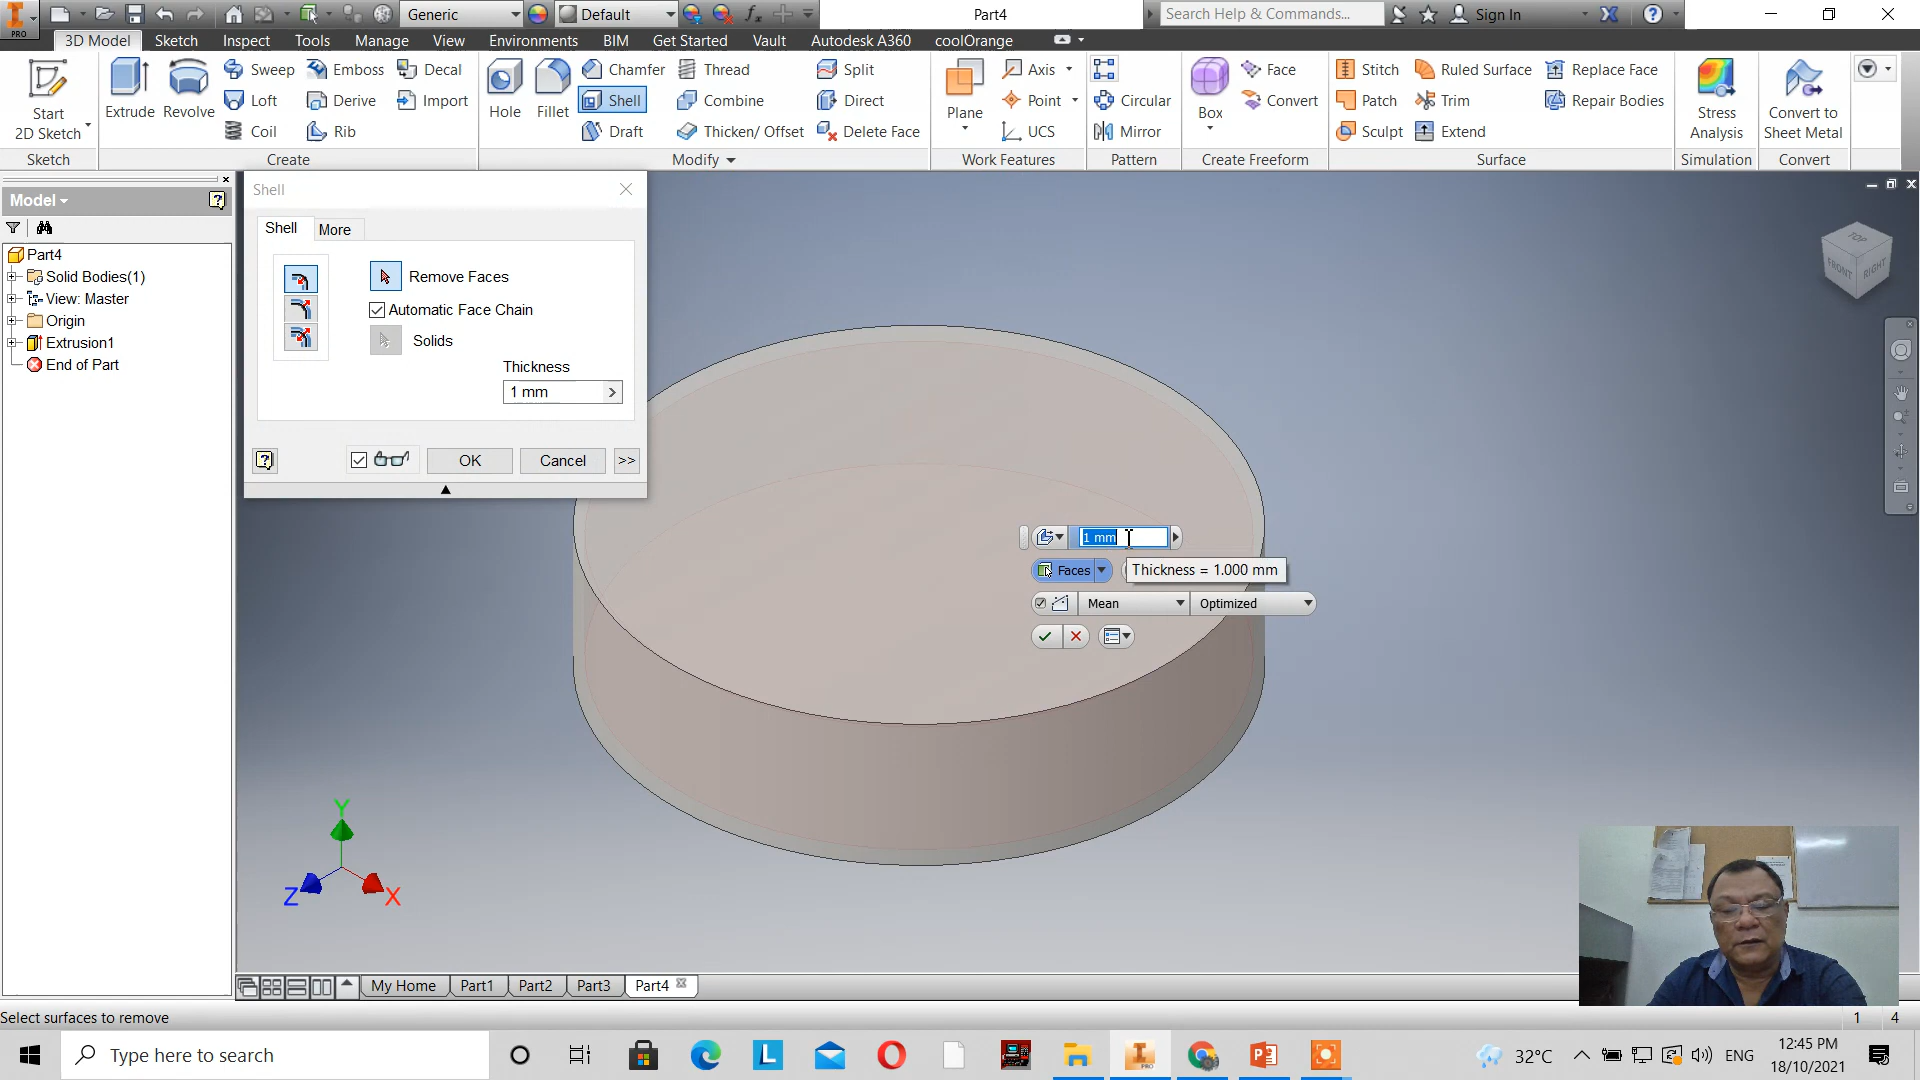 PRO
Generic
Default
fx
Part4
Search Help & Commands...
Sign In
3D Model
Sketch
Inspect
Tools
Manage
View
Environments
BIM
Get Started
Vault
Autodesk A360
coolOrange
Start
2D Sketch
Extrude
Revolve
Sweep
Loft
Coil
Emboss
Derive
Rib
Decal
Import
Hole
Fillet
Chamfer
Shell
Draft
Thread
Combine
Thicken/ Offset
Split
Direct
Delete Face
Plane
Axis
Point
UCS
Circular
Mirror
Box
Face
Convert
Stitch
Patch
Sculpt
Ruled Surface
Trim
Extend
Replace Face
Repair Bodies
Stress
Analysis
Convert to
Sheet Metal
Sketch
Create
Modify
Work Features
Pattern
Create Freeform
Surface
Simulation
Convert
Model
Part4
Solid Bodies(1)
View: Master
Origin
Extrusion1
End of Part
Shell
Shell
More
Remove Faces
Automatic Face Chain
Solids
Thickness
1 mm
OK
Cancel
>>
TOP
FRONT
RIGHT
1 mm
Faces
Thickness = 1.000 mm
Mean
Optimized
Y
Z
X
My Home
Part1
Part2
Part3
Part4
Select surfaces to remove
1
4
Type here to search
L
PRO
32°C
ENG
12:45 PM
18/10/2021